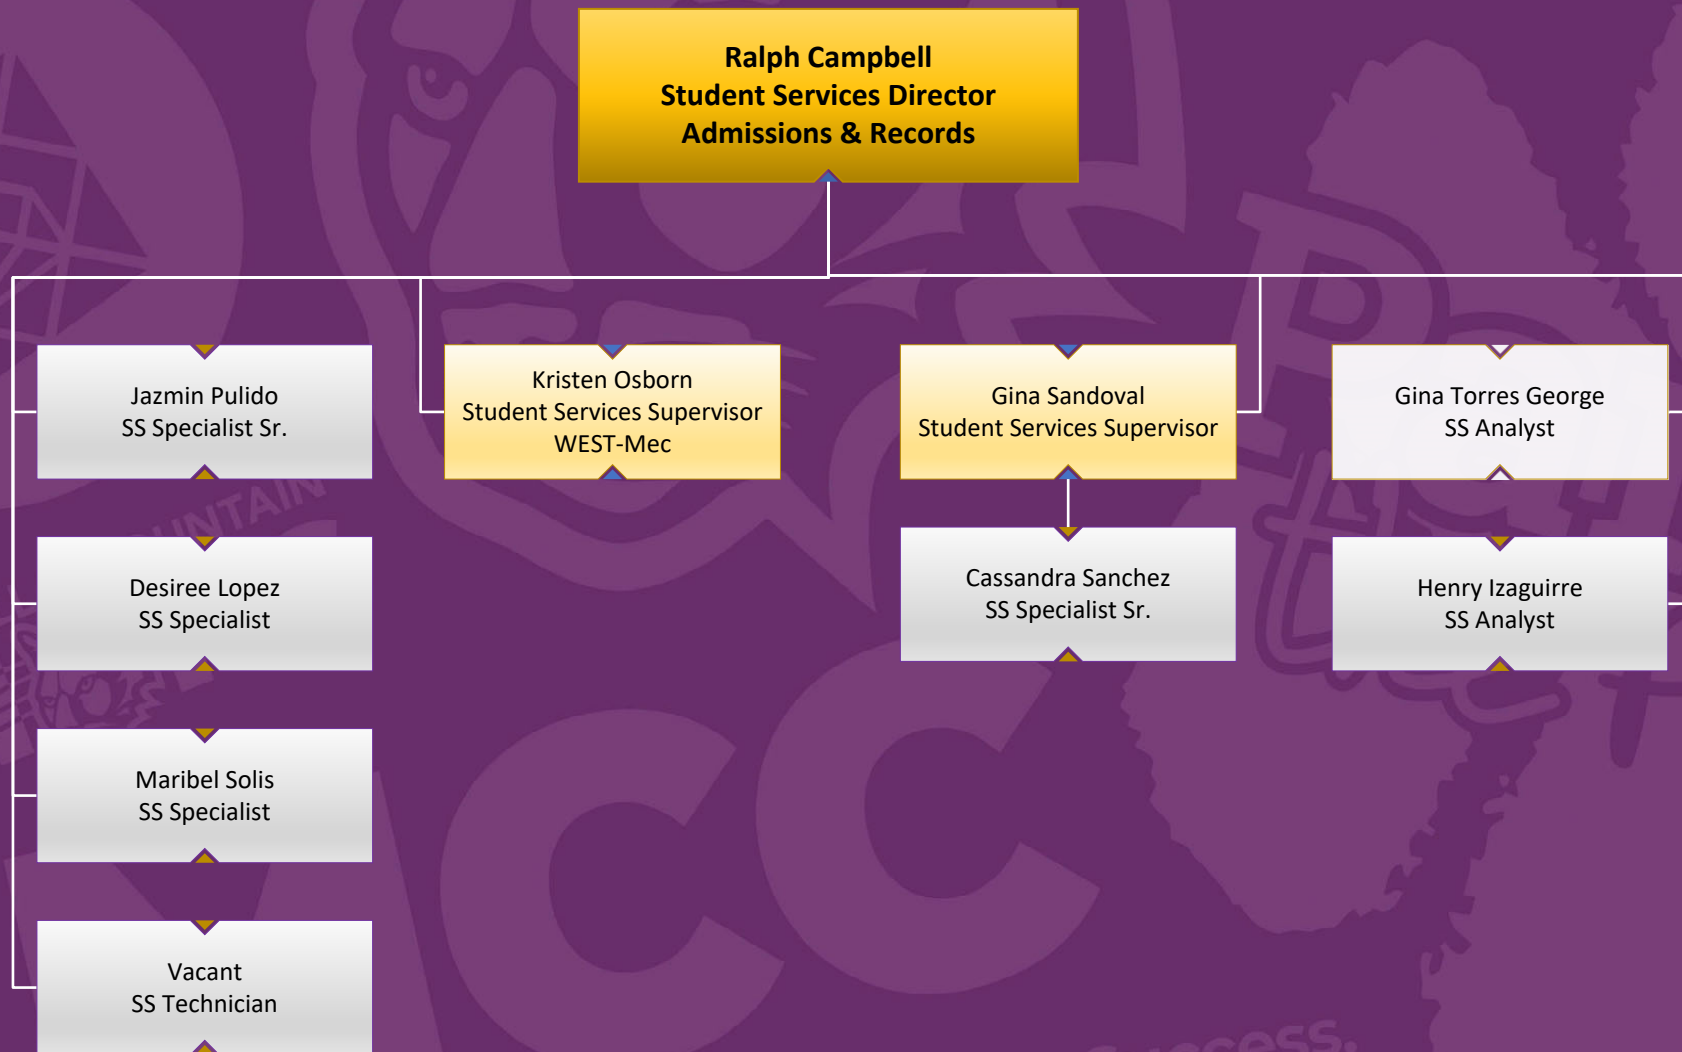 Ralph Campbell
Student Services Director
Admissions & Records
Jazmin Pulido
SS Specialist Sr.
Kristen Osborn
Student Services Supervisor
WEST-Mec
Gina Sandoval
Student Services Supervisor
Gina Torres George
SS Analyst
Desiree Lopez
SS Specialist
Cassandra Sanchez
SS Specialist Sr.
Henry Izaguirre
SS Analyst
Maribel Solis
SS Specialist
Vacant
SS Technician
CC